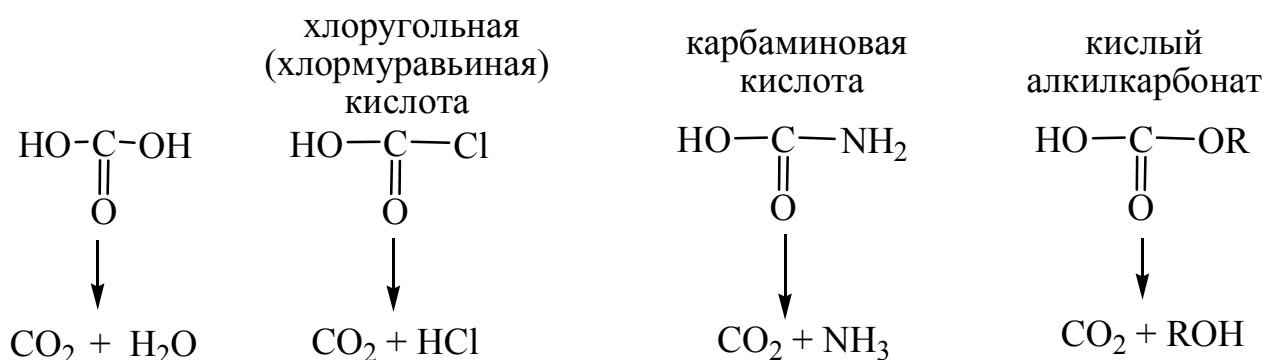 хлоругольная
(хлормуравьиная)
кислота
карбаминовая
кислота
кислый
алкилкарбонат
HO-C-OH
O
HO-C-Cl
O
HO-C-NH₂
O
HO-C-OR
O
CO₂ + H₂O
CO₂ + HCl
CO₂ + NH₃
CO₂ + ROH